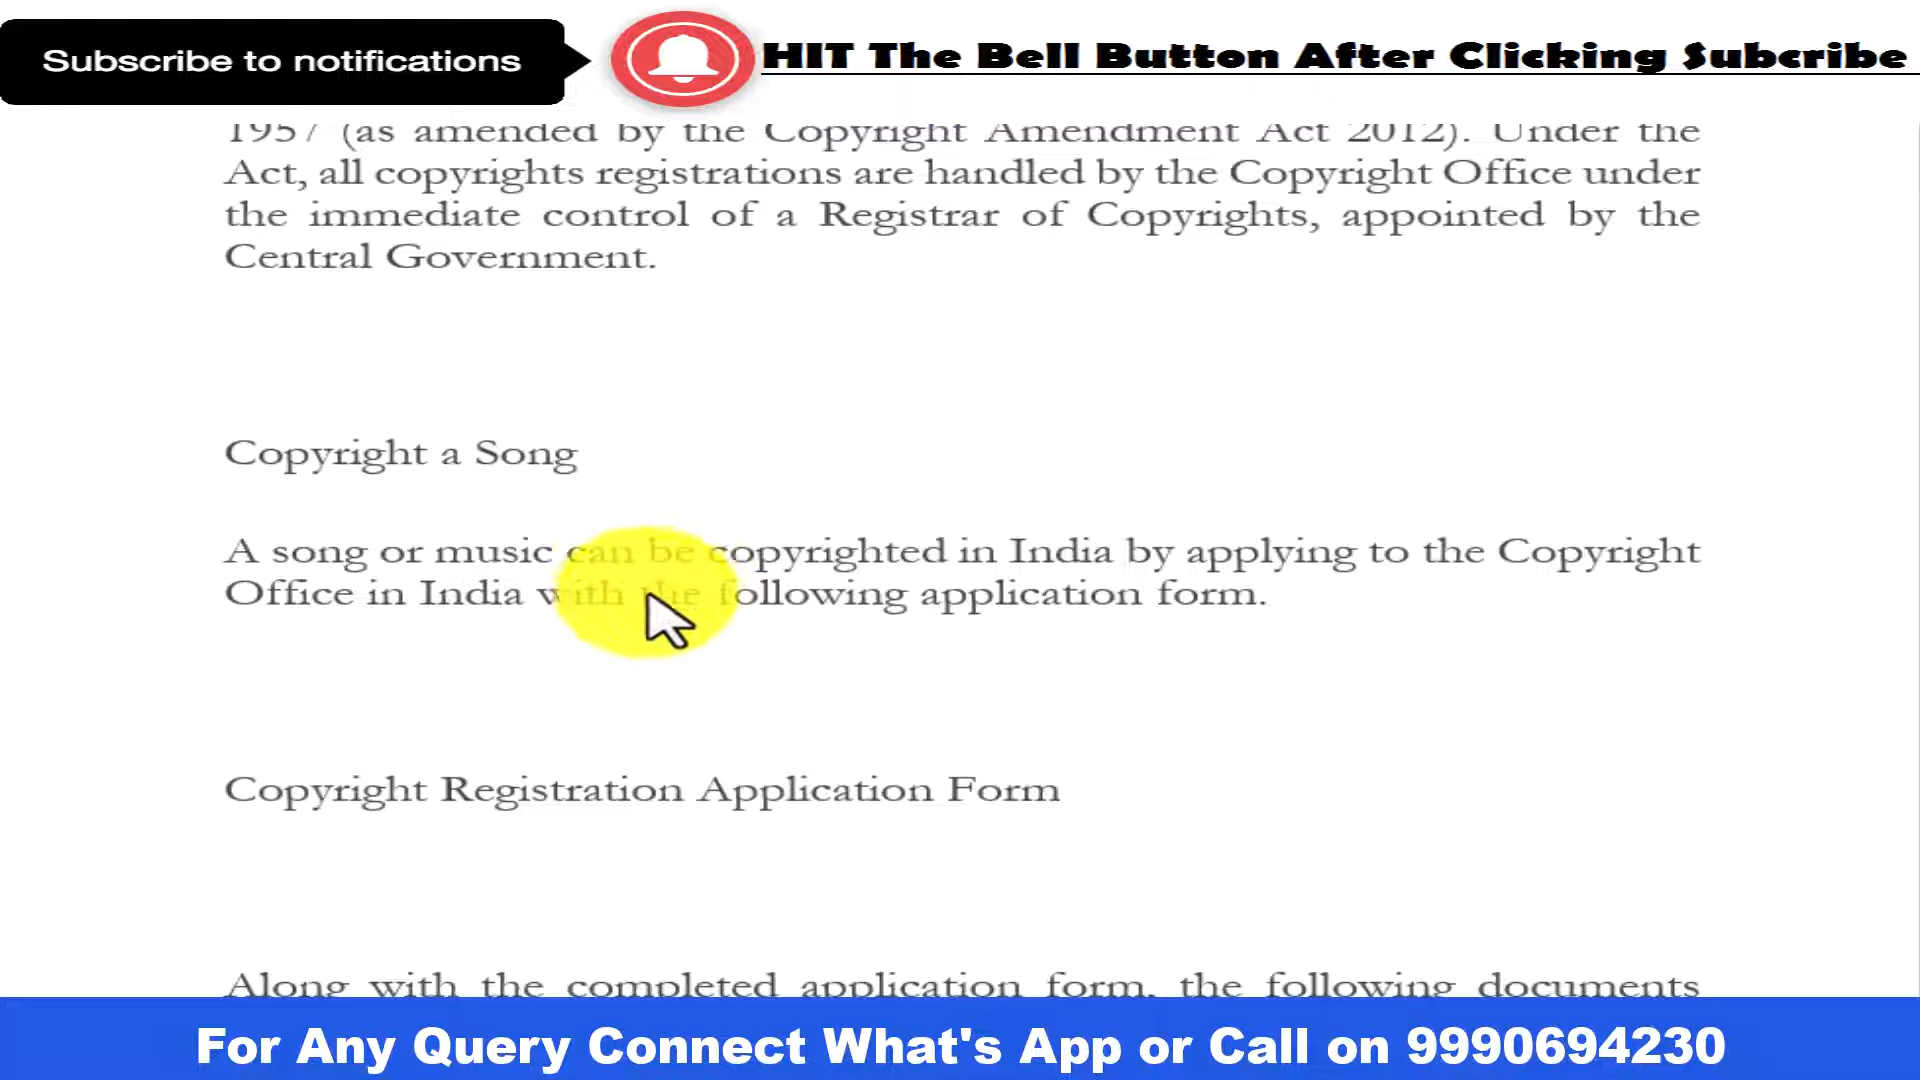 Subscribe to notifications
HIT The Bell Button After Clicking Subcribe
1957 (as amended by the Copyright Amendment Act 2012). Under the
Act, all copyrights registrations are handled by the Copyright Office under
the immediate control of a Registrar of Copyrights, appointed by the
Central Government.
Copyright a Song
A song or music can be copyrighted in India by applying to the Copyright
Office in India with the following application form.
Copyright Registration Application Form
Along with the completed application form, the following documents
For Any Query Connect What's App or Call on 9990694230